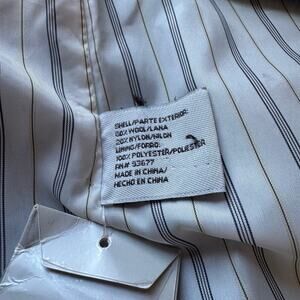 SHELL/PARTE EXTERIOR:
80% WOOL/LANA
20% NYLON/NILON
LINING/FORRO:
100% POLYESTER/POLIESTER
RN# 93677
MADE IN CHINA/
HECHO EN CHINA